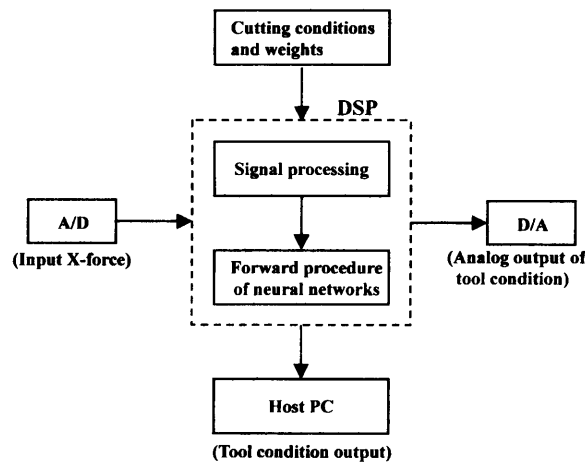 Cutting conditions
and weights
DSP
Signal processing
A/D
(Input X-force)
Forward procedure
of neural networks
D/A
(Analog output of
tool condition)
Host PC
(Tool condition output)